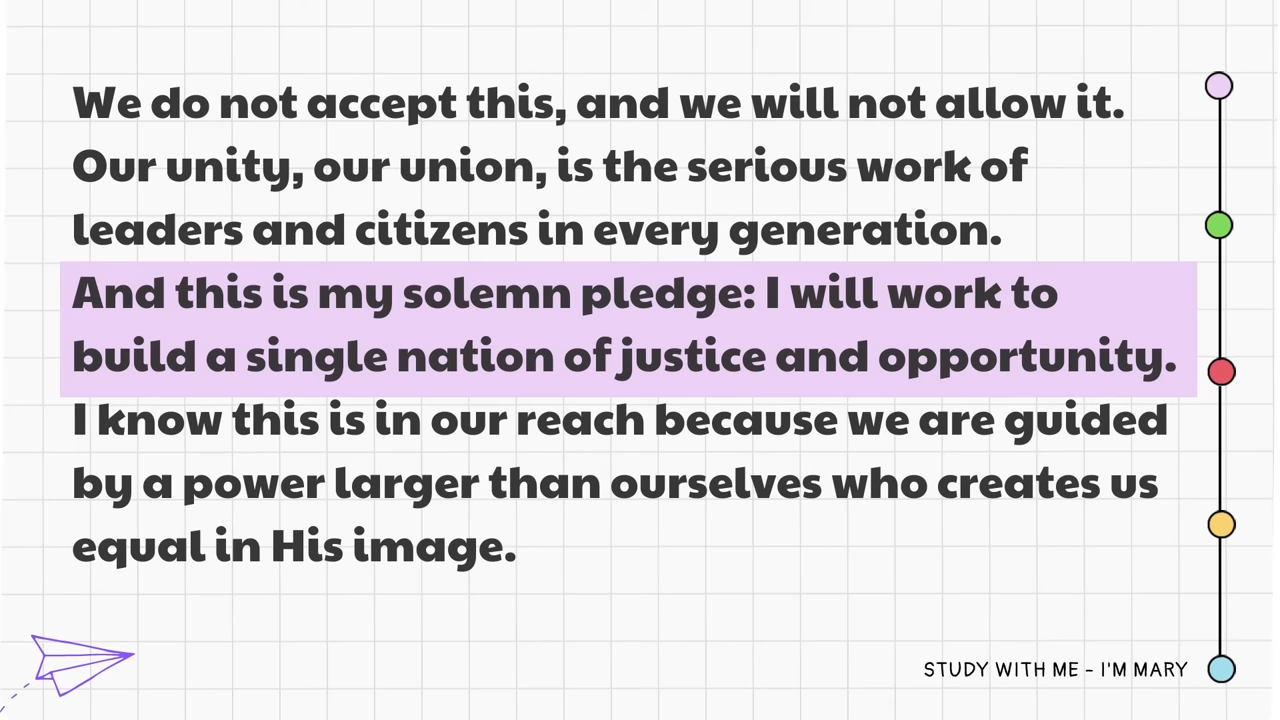 We do not accept this, and we will not allow it.
Our unity, our union, is the serious work of
leaders and citizens in every generation.
And this is my solemn pledge: I will work to
build a single nation of justice and opportunity.
I know this is in our reach because we are guided
by a power larger than ourselves who creates us
equal in His image.
STUDY WITH ME – I'M MARY